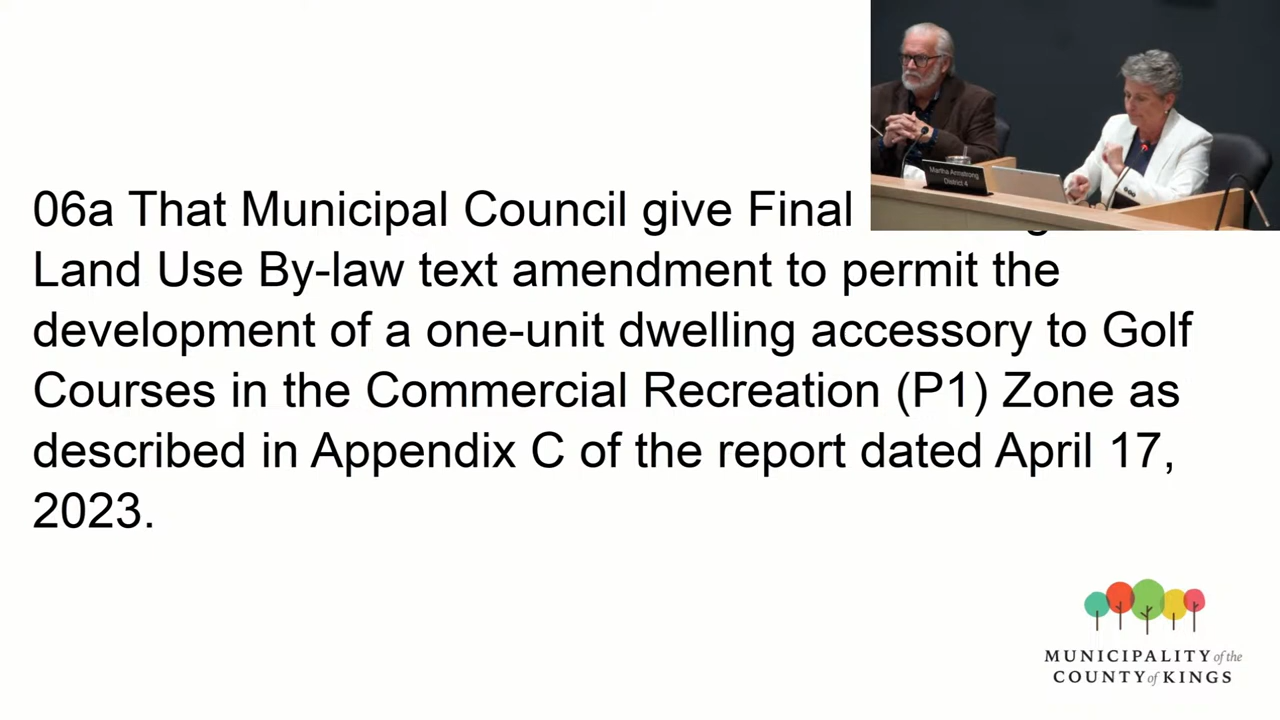 Martha Armstrong
District 4
06a That Municipal Council give Final
Land Use By-law text amendment to permit the
development of a one-unit dwelling accessory to Golf
Courses in the Commercial Recreation (P1) Zone as
described in Appendix C of the report dated April 17,
2023.
MUNICIPALITY of the
COUNTY of KINGS